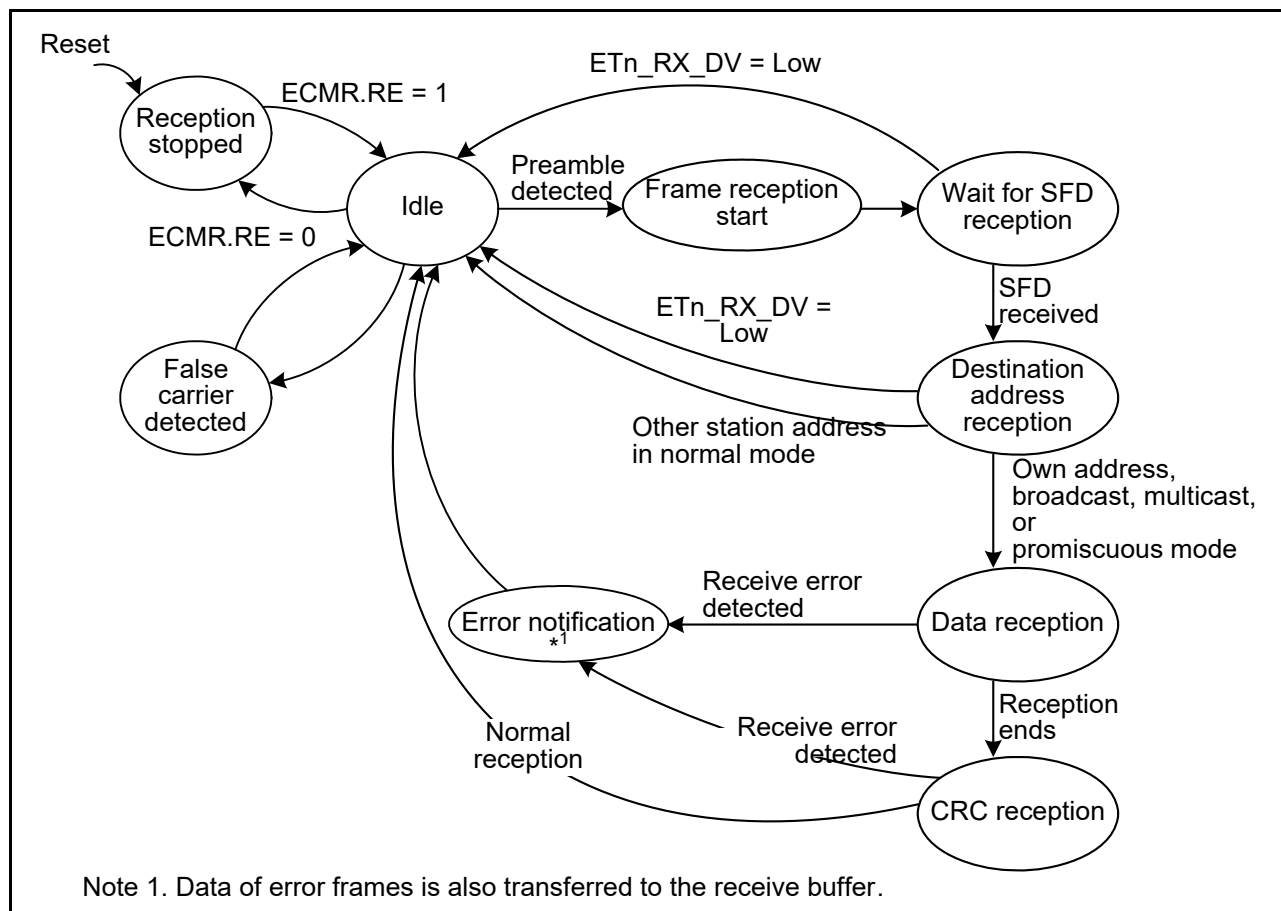 Reset
ETn_RX_DV = Low
ECMR.RE = 1
Reception
stopped
Preamble
detected
Idle
Frame reception
start
Wait for SFD
reception
ECMR.RE = 0
SFD
received
ETn_RX_DV =
Low
False
carrier
detected
Destination
address
reception
Other station address
in normal mode
Own address,
broadcast, multicast,
or
promiscuous mode
Receive error
detected
Error notification
*1
Data reception
Reception
ends
Normal
reception
Receive error
detected
CRC reception
Note 1. Data of error frames is also transferred to the receive buffer.